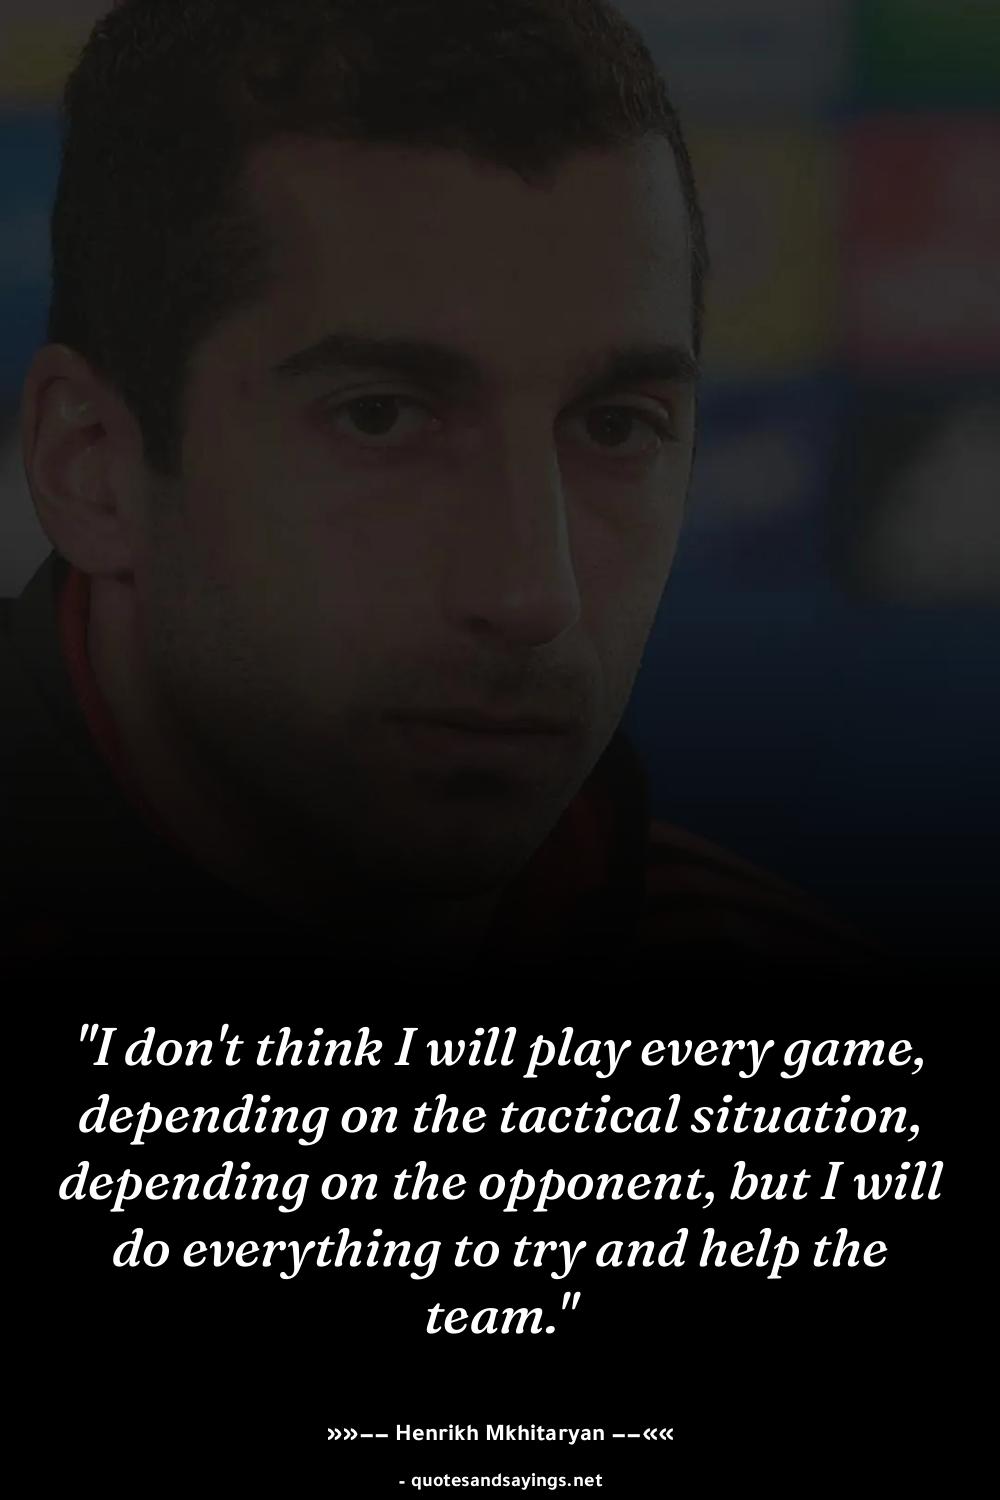 "I don't think I will play every game,
depending on the tactical situation,
depending on the opponent, but I will
do everything to try and help the
team."
»»−− Henrikh Mkhitaryan −−««
- quotesandsayings.net